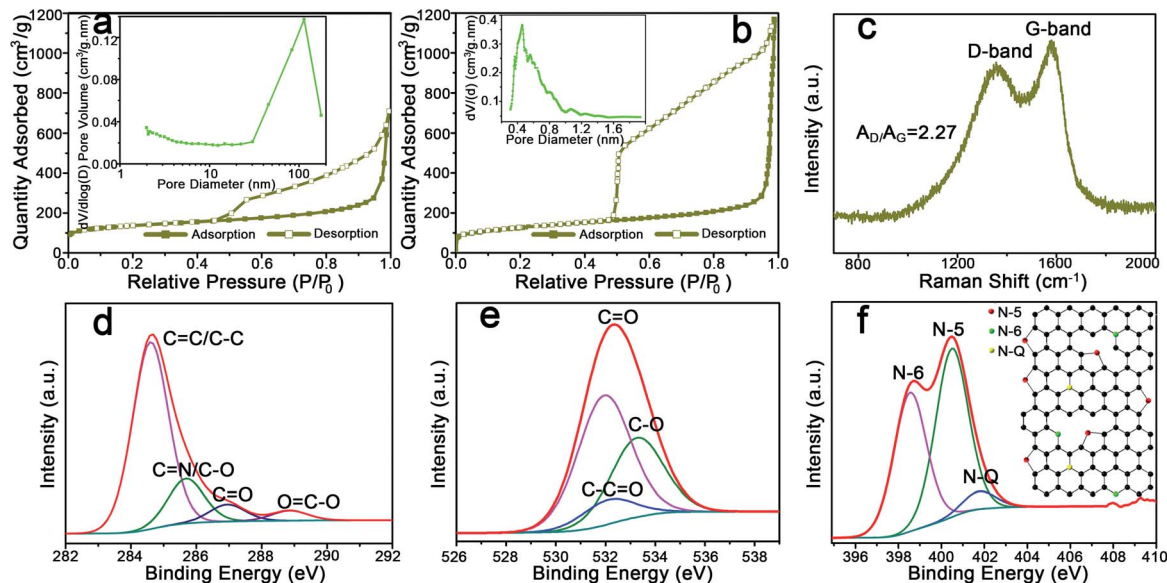 a
Quantity Adsorbed (cm³/g)
1200
1000
800
600
400
200
0
0.0 0.2 0.4 0.6 0.8 1.0
Relative Pressure (P/P₀)
Adsorption Desorption
dV/dlog(D) Pore Volume (cm³/g.nm)
0.12
0.08
0.04
0.00
1 10 100
Pore Diameter (nm)
b
Quantity Adsorbed (cm³/g)
1200
1000
800
600
400
200
0
0.0 0.2 0.4 0.6 0.8 1.0
Relative Pressure (P/P₀)
Adsorption Desorption
dV/(d) (cm³/g.nm)
0.4
0.3
0.2
0.1
0.4 0.8 1.2 1.6
Pore Diameter (nm)
c
G-band
D-band
A_D/A_G=2.27
Intensity (a.u.)
800 1200 1600 2000
Raman Shift (cm⁻¹)
d
C=C/C-C
C=N/C-O
C=O
O=C-O
Intensity (a.u.)
282 284 286 288 290 292
Binding Energy (eV)
e
C=O
C-O
C-C=O
Intensity (a.u.)
526 528 530 532 534 536 538
Binding Energy (eV)
f
N-5
N-6
N-Q
N-5
N-6
N-Q
Intensity (a.u.)
396 398 400 402 404 406 408 410
Binding Energy (eV)